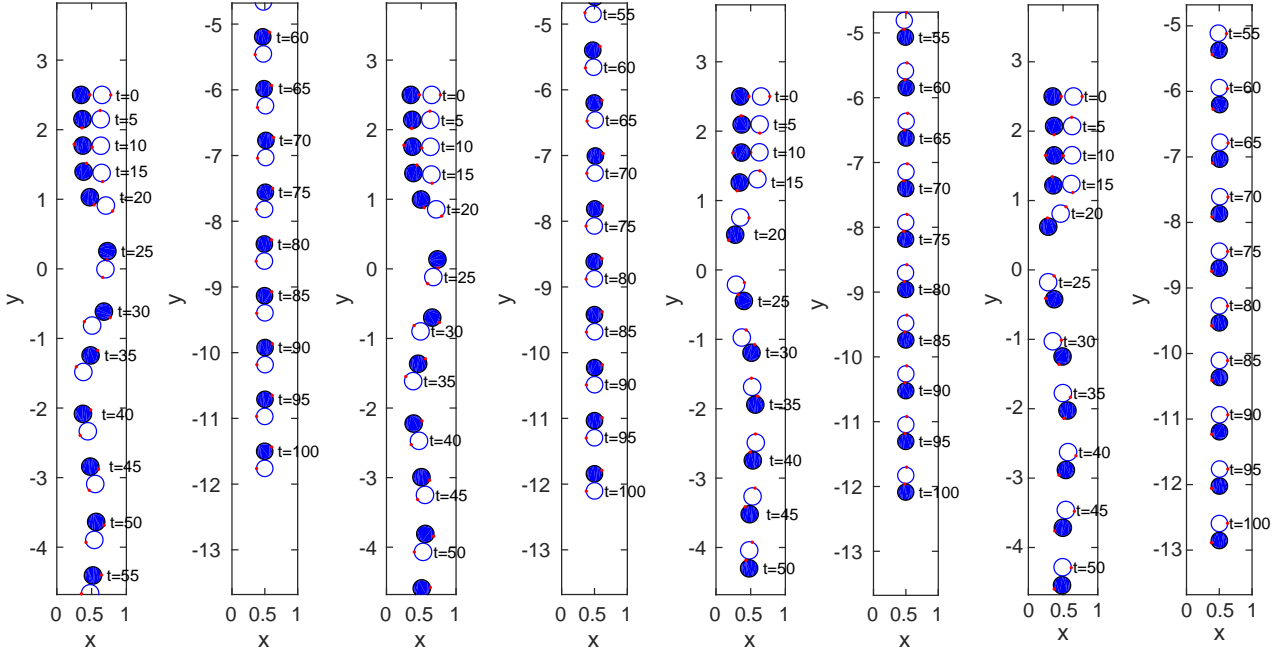 3
2
1
0
-1
-2
-3
-4
y
t=0
t=5
t=10
t=15
t=20
t=25
t=30
t=35
t=40
t=45
t=50
t=55
0 0.5 1
x
-5
-6
-7
-8
-9
-10
-11
-12
-13
y
t=60
t=65
t=70
t=75
t=80
t=85
t=90
t=95
t=100
0 0.5 1
x
3
2
1
0
-1
-2
-3
-4
y
t=0
t=5
t=10
t=15
t=20
t=25
t=30
t=35
t=40
t=45
t=50
0 0.5 1
x
-5
-6
-7
-8
-9
-10
-11
-12
-13
y
t=55
t=60
t=65
t=70
t=75
t=80
t=85
t=90
t=95
t=100
0 0.5 1
x
3
2
1
0
-1
-2
-3
-4
y
t=0
t=5
t=10
t=15
t=20
t=25
t=30
t=35
t=40
t=45
t=50
0 0.5 1
x
-5
-6
-7
-8
-9
-10
-11
-12
-13
y
t=55
t=60
t=65
t=70
t=75
t=80
t=85
t=90
t=95
t=100
0 0.5 1
x
3
2
1
0
-1
-2
-3
-4
y
t=0
t=5
t=10
t=15
t=20
t=25
t=30
t=35
t=40
t=45
t=50
0 0.5 1
x
-5
-6
-7
-8
-9
-10
-11
-12
-13
y
t=55
t=60
t=65
t=70
t=75
t=80
t=85
t=90
t=95
t=100
0 0.5 1
x